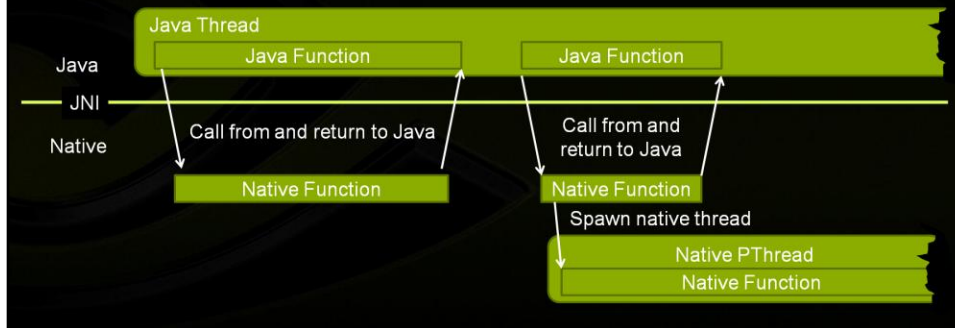 Java Thread
Java Function
Java Function
Java
JNI
Call from and return to Java
Call from and
return to Java
Native
Native Function
Native Function
Spawn native thread
Native PThread
Native Function